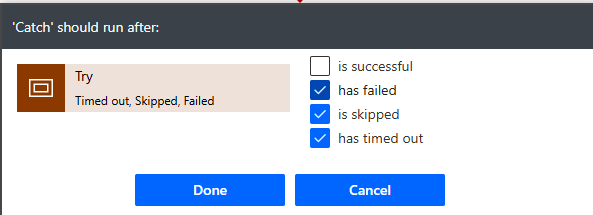 'Catch' should run after:
Try
Timed out, Skipped, Failed
is successful
has failed
is skipped
has timed out
Done
Cancel